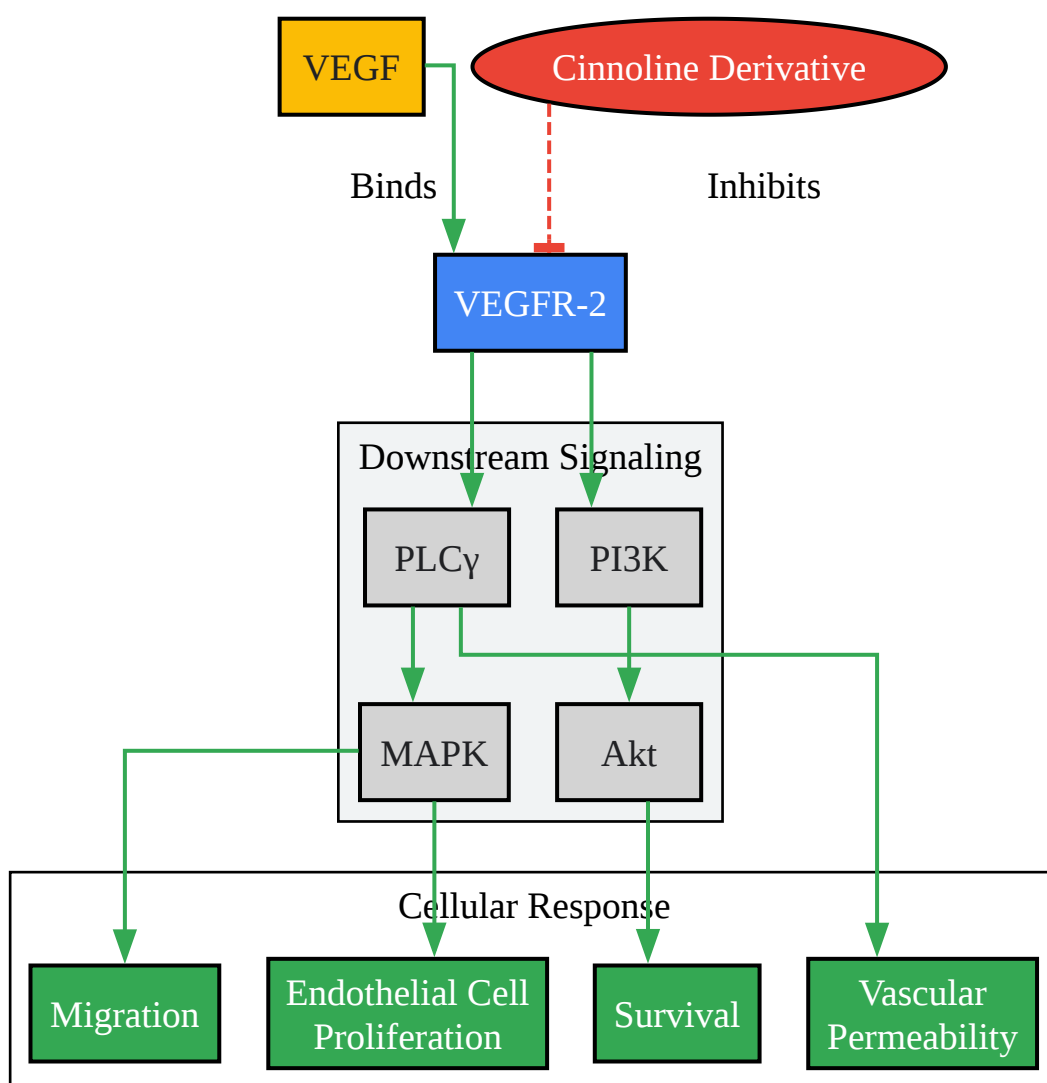 VEGF
Cinnoline Derivative
Binds
Inhibits
VEGFR-2
Downstream Signaling
PLCγ
PI3K
MAPK
Akt
Cellular Response
Migration
Endothelial Cell
Proliferation
Survival
Vascular
Permeability